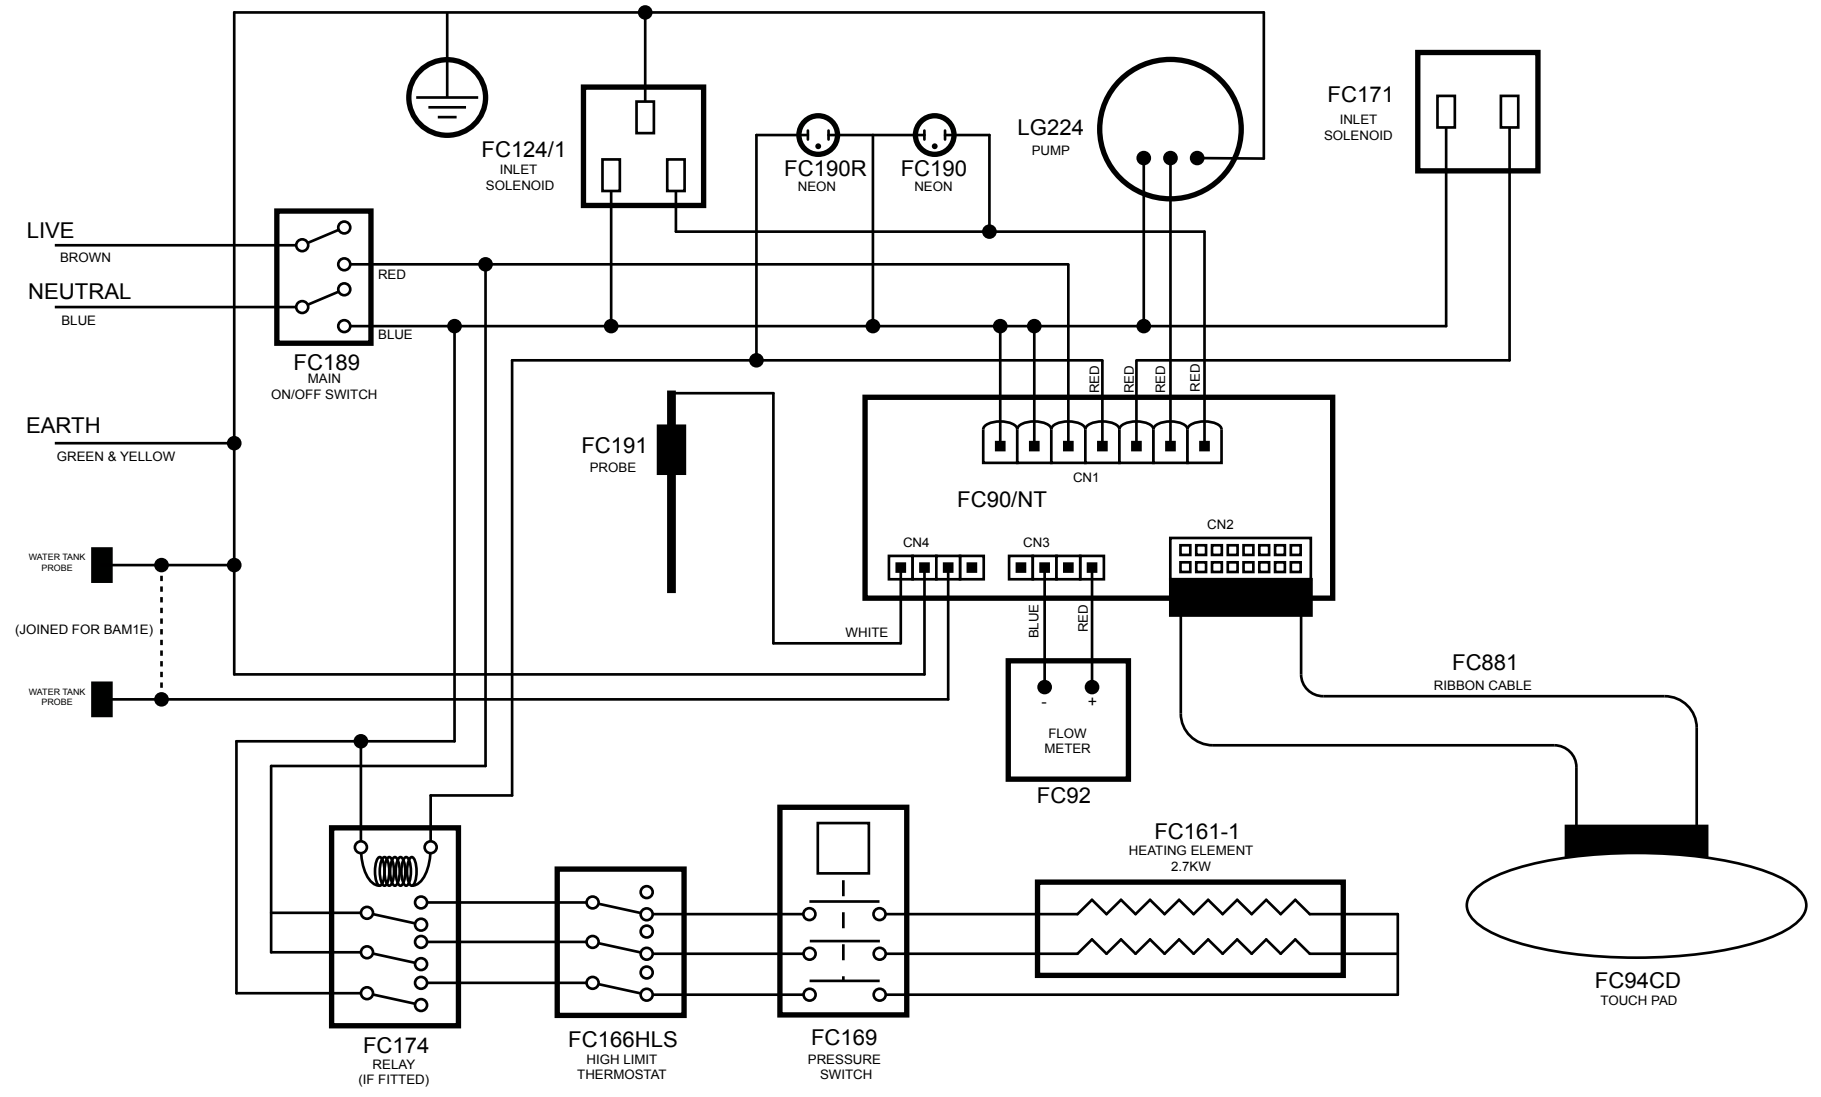 FC124/1
INLET
SOLENOID
FC190R
NEON
FC190
NEON
LG224
PUMP
FC171
INLET
SOLENOID
LIVE
BROWN
NEUTRAL
BLUE
RED
BLUE
FC189
MAIN
ON/OFF SWITCH
EARTH
GREEN & YELLOW
FC191
PROBE
RED
RED
RED
RED
CN1
FC90/NT
CN2
CN4
CN3
WATER TANK
PROBE
(JOINED FOR BAM1E)
WATER TANK
PROBE
WHITE
BLUE
RED
-
+
FLOW
METER
FC92
FC881
RIBBON CABLE
FC161-1
HEATING ELEMENT
2.7KW
FC94CD
TOUCH PAD
FC174
RELAY
(IF FITTED)
FC166HLS
HIGH LIMIT
THERMOSTAT
FC169
PRESSURE
SWITCH